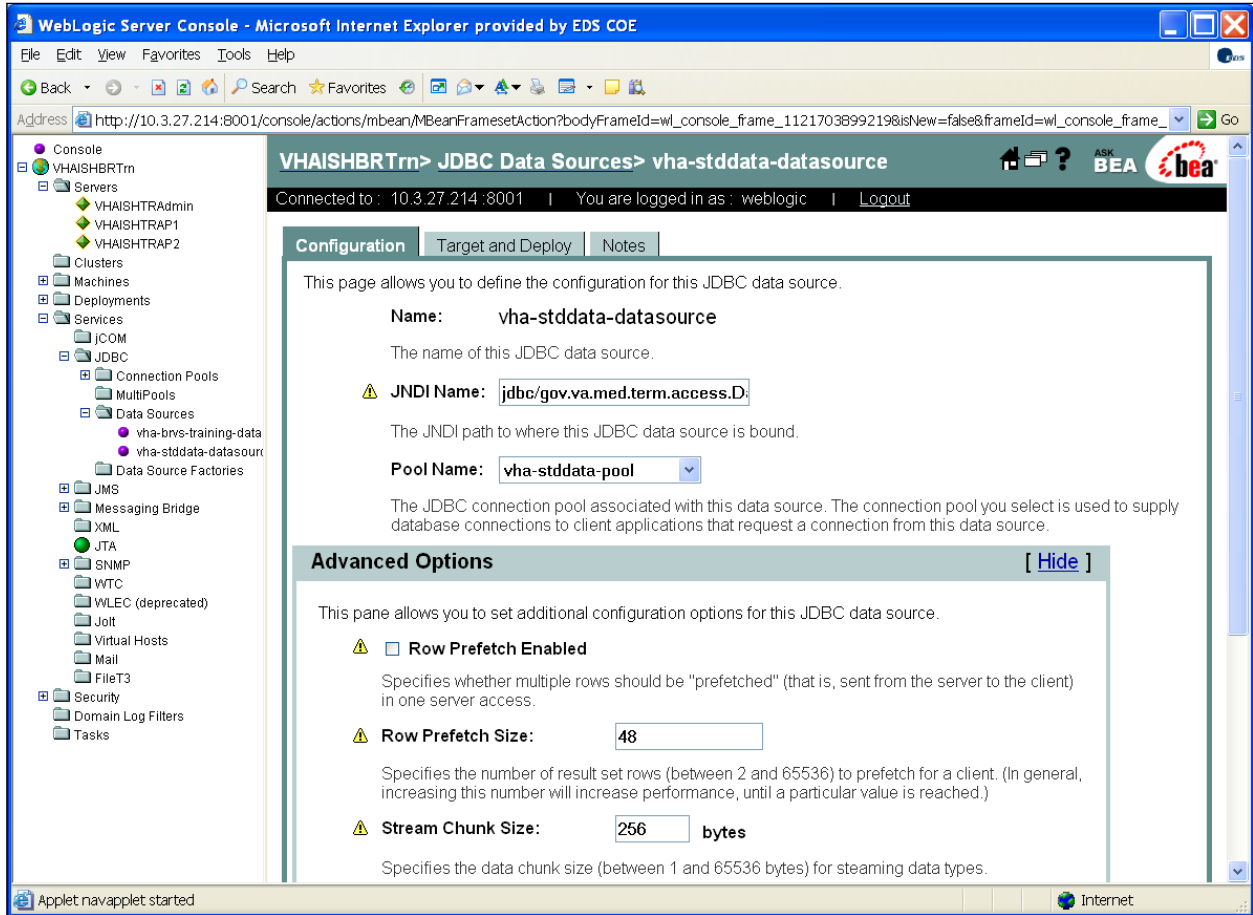 WebLogic Server Console - Microsoft Internet Explorer provided by EDS COE
File Edit View Favorites Tools Help
EDS
Back Search Favorites
Address http://10.3.27.214:8001/console/actions/mbean/MBeanFramesetAction?bodyFrameId=wl_console_frame_1121703899219&isNew=false&frameId=wl_console_frame_ Go
Console
VHAISHBRTrn
Servers
VHAISHTRAdmin
VHAISHTRAP1
VHAISHTRAP2
Clusters
Machines
Deployments
Services
jCOM
JDBC
Connection Pools
MultiPools
Data Sources
vha-brvs-training-data
vha-stddata-datasourc
Data Source Factories
JMS
Messaging Bridge
XML
JTA
SNMP
WTC
WLEC (deprecated)
Jolt
Virtual Hosts
Mail
FileT3
Security
Domain Log Filters
Tasks
VHAISHBRTrn> JDBC Data Sources> vha-stddata-datasource ? ASK BEA bea
Connected to : 10.3.27.214 :8001 | You are logged in as : weblogic | Logout
Configuration Target and Deploy Notes
This page allows you to define the configuration for this JDBC data source.
Name: vha-stddata-datasource
The name of this JDBC data source.
JNDI Name: jdbc/gov.va.med.term.access.Da
The JNDI path to where this JDBC data source is bound.
Pool Name: vha-stddata-pool
The JDBC connection pool associated with this data source. The connection pool you select is used to supply
database connections to client applications that request a connection from this data source.
Advanced Options [ Hide ]
This pane allows you to set additional configuration options for this JDBC data source.
Row Prefetch Enabled
Specifies whether multiple rows should be "prefetched" (that is, sent from the server to the client)
in one server access.
Row Prefetch Size: 48
Specifies the number of result set rows (between 2 and 65536) to prefetch for a client. (In general,
increasing this number will increase performance, until a particular value is reached.)
Stream Chunk Size: 256 bytes
Specifies the data chunk size (between 1 and 65536 bytes) for steaming data types.
Applet navapplet started Internet